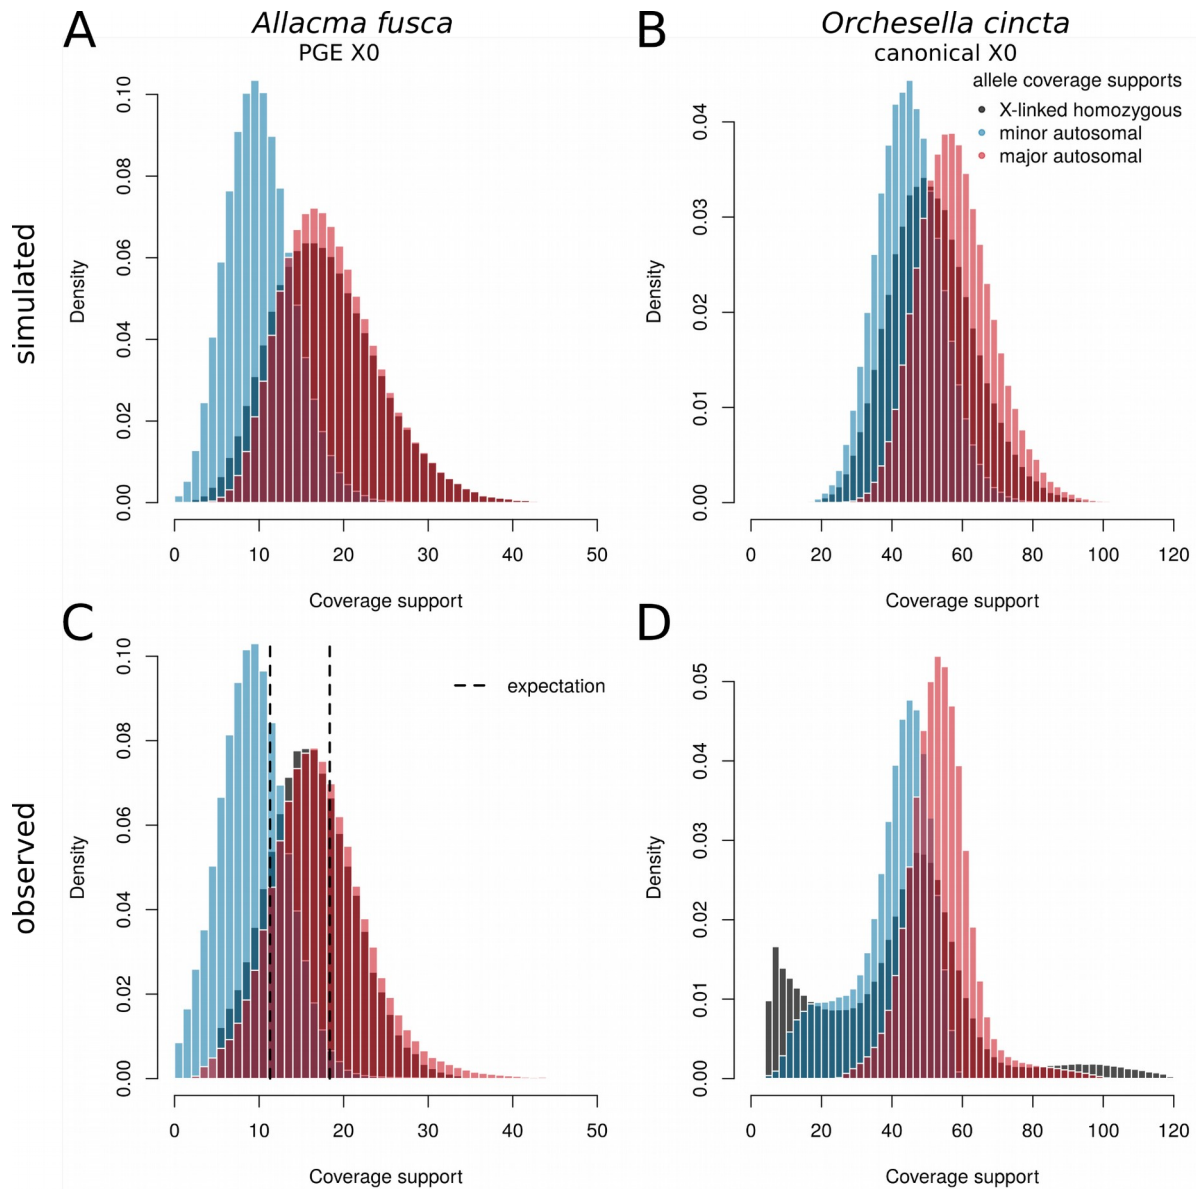 A
Allacma fusca
PGE X0
B
Orchesella cincta
canonical X0
allele coverage supports
X-linked homozygous
minor autosomal
major autosomal
simulated
Density
0.00 0.02 0.04 0.06 0.08 0.10
0 10 20 30 40 50
Coverage support
Density
0.00 0.01 0.02 0.03 0.04
0 20 40 60 80 100 120
Coverage support
C
expectation
observed
Density
0.00 0.02 0.04 0.06 0.08 0.10
0 10 20 30 40 50
Coverage support
D
Density
0.00 0.01 0.02 0.03 0.04 0.05
0 20 40 60 80 100 120
Coverage support